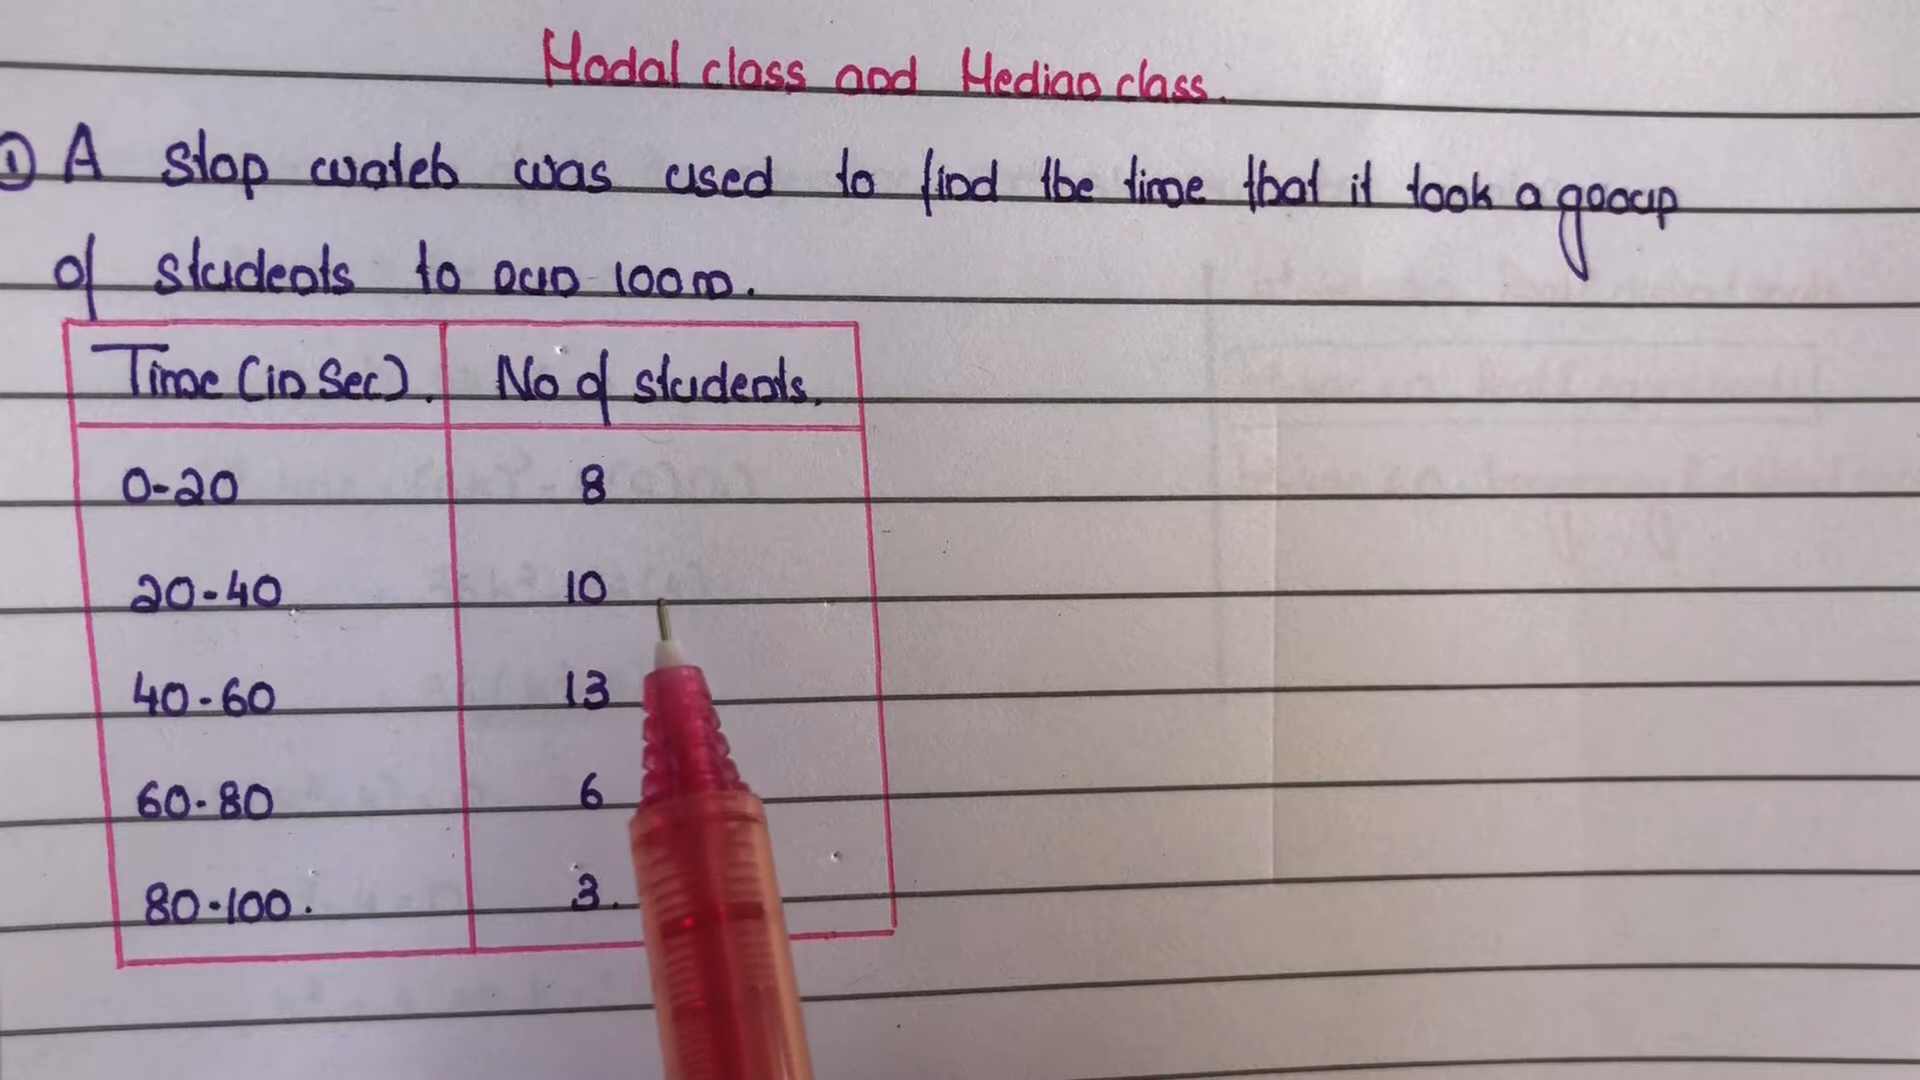 Modal class and Median class.
① A stop watch was used to find the time that it took a group
of students to run 100m.
Time (in Sec). No of students.
0-20 8
20-40 10
40-60 13
60-80 6
80-100. 3.